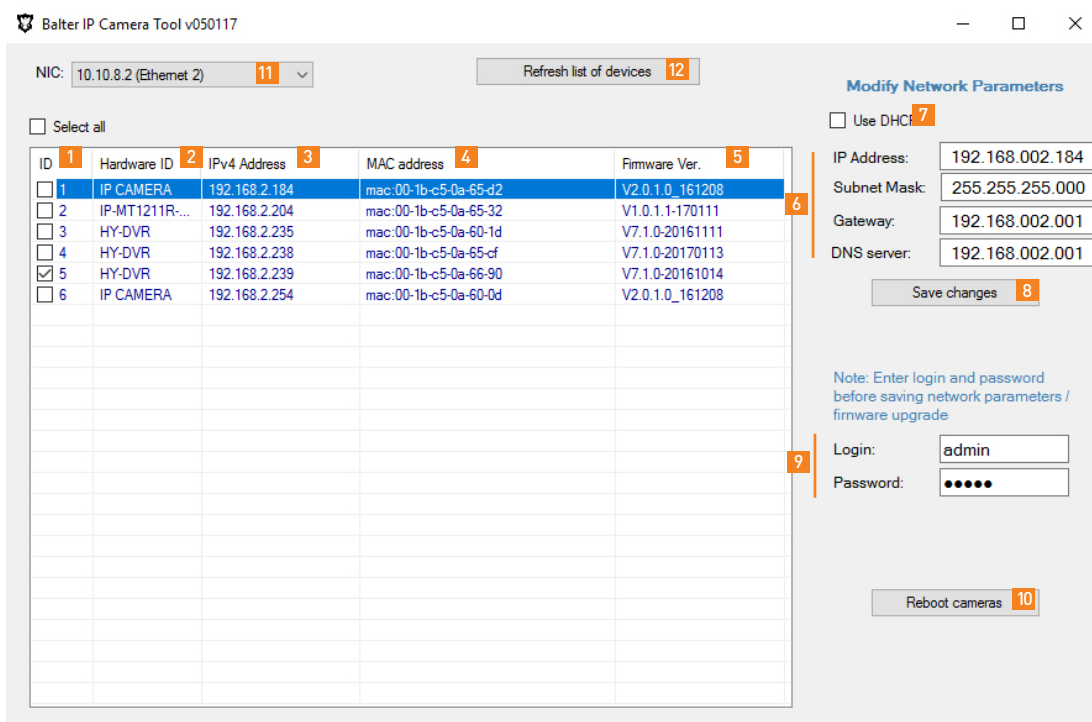 Balter IP Camera Tool v050117
NIC: 10.10.8.2 (Ethernet 2) 11
Refresh list of devices 12
Modify Network Parameters
Select all
Use DHCP 7
ID 1 Hardware ID 2 IPv4 Address 3 MAC address 4 Firmware Ver. 5
1 IP CAMERA 192.168.2.184 mac:00-1b-c5-0a-65-d2 V2.0.1.0_161208
2 IP-MT1211R-... 192.168.2.204 mac:00-1b-c5-0a-65-32 V1.0.1.1-170111
3 HY-DVR 192.168.2.235 mac:00-1b-c5-0a-60-1d V7.1.0-20161111
4 HY-DVR 192.168.2.238 mac:00-1b-c5-0a-65-cf V7.1.0-20170113
5 HY-DVR 192.168.2.239 mac:00-1b-c5-0a-66-90 V7.1.0-20161014
6 IP CAMERA 192.168.2.254 mac:00-1b-c5-0a-60-0d V2.0.1.0_161208
6
IP Address: 192.168.002.184
Subnet Mask: 255.255.255.000
Gateway: 192.168.002.001
DNS server: 192.168.002.001
Save changes 8
Note: Enter login and password
before saving network parameters /
firmware upgrade
9
Login: admin
Password: ●●●●●
Reboot cameras 10